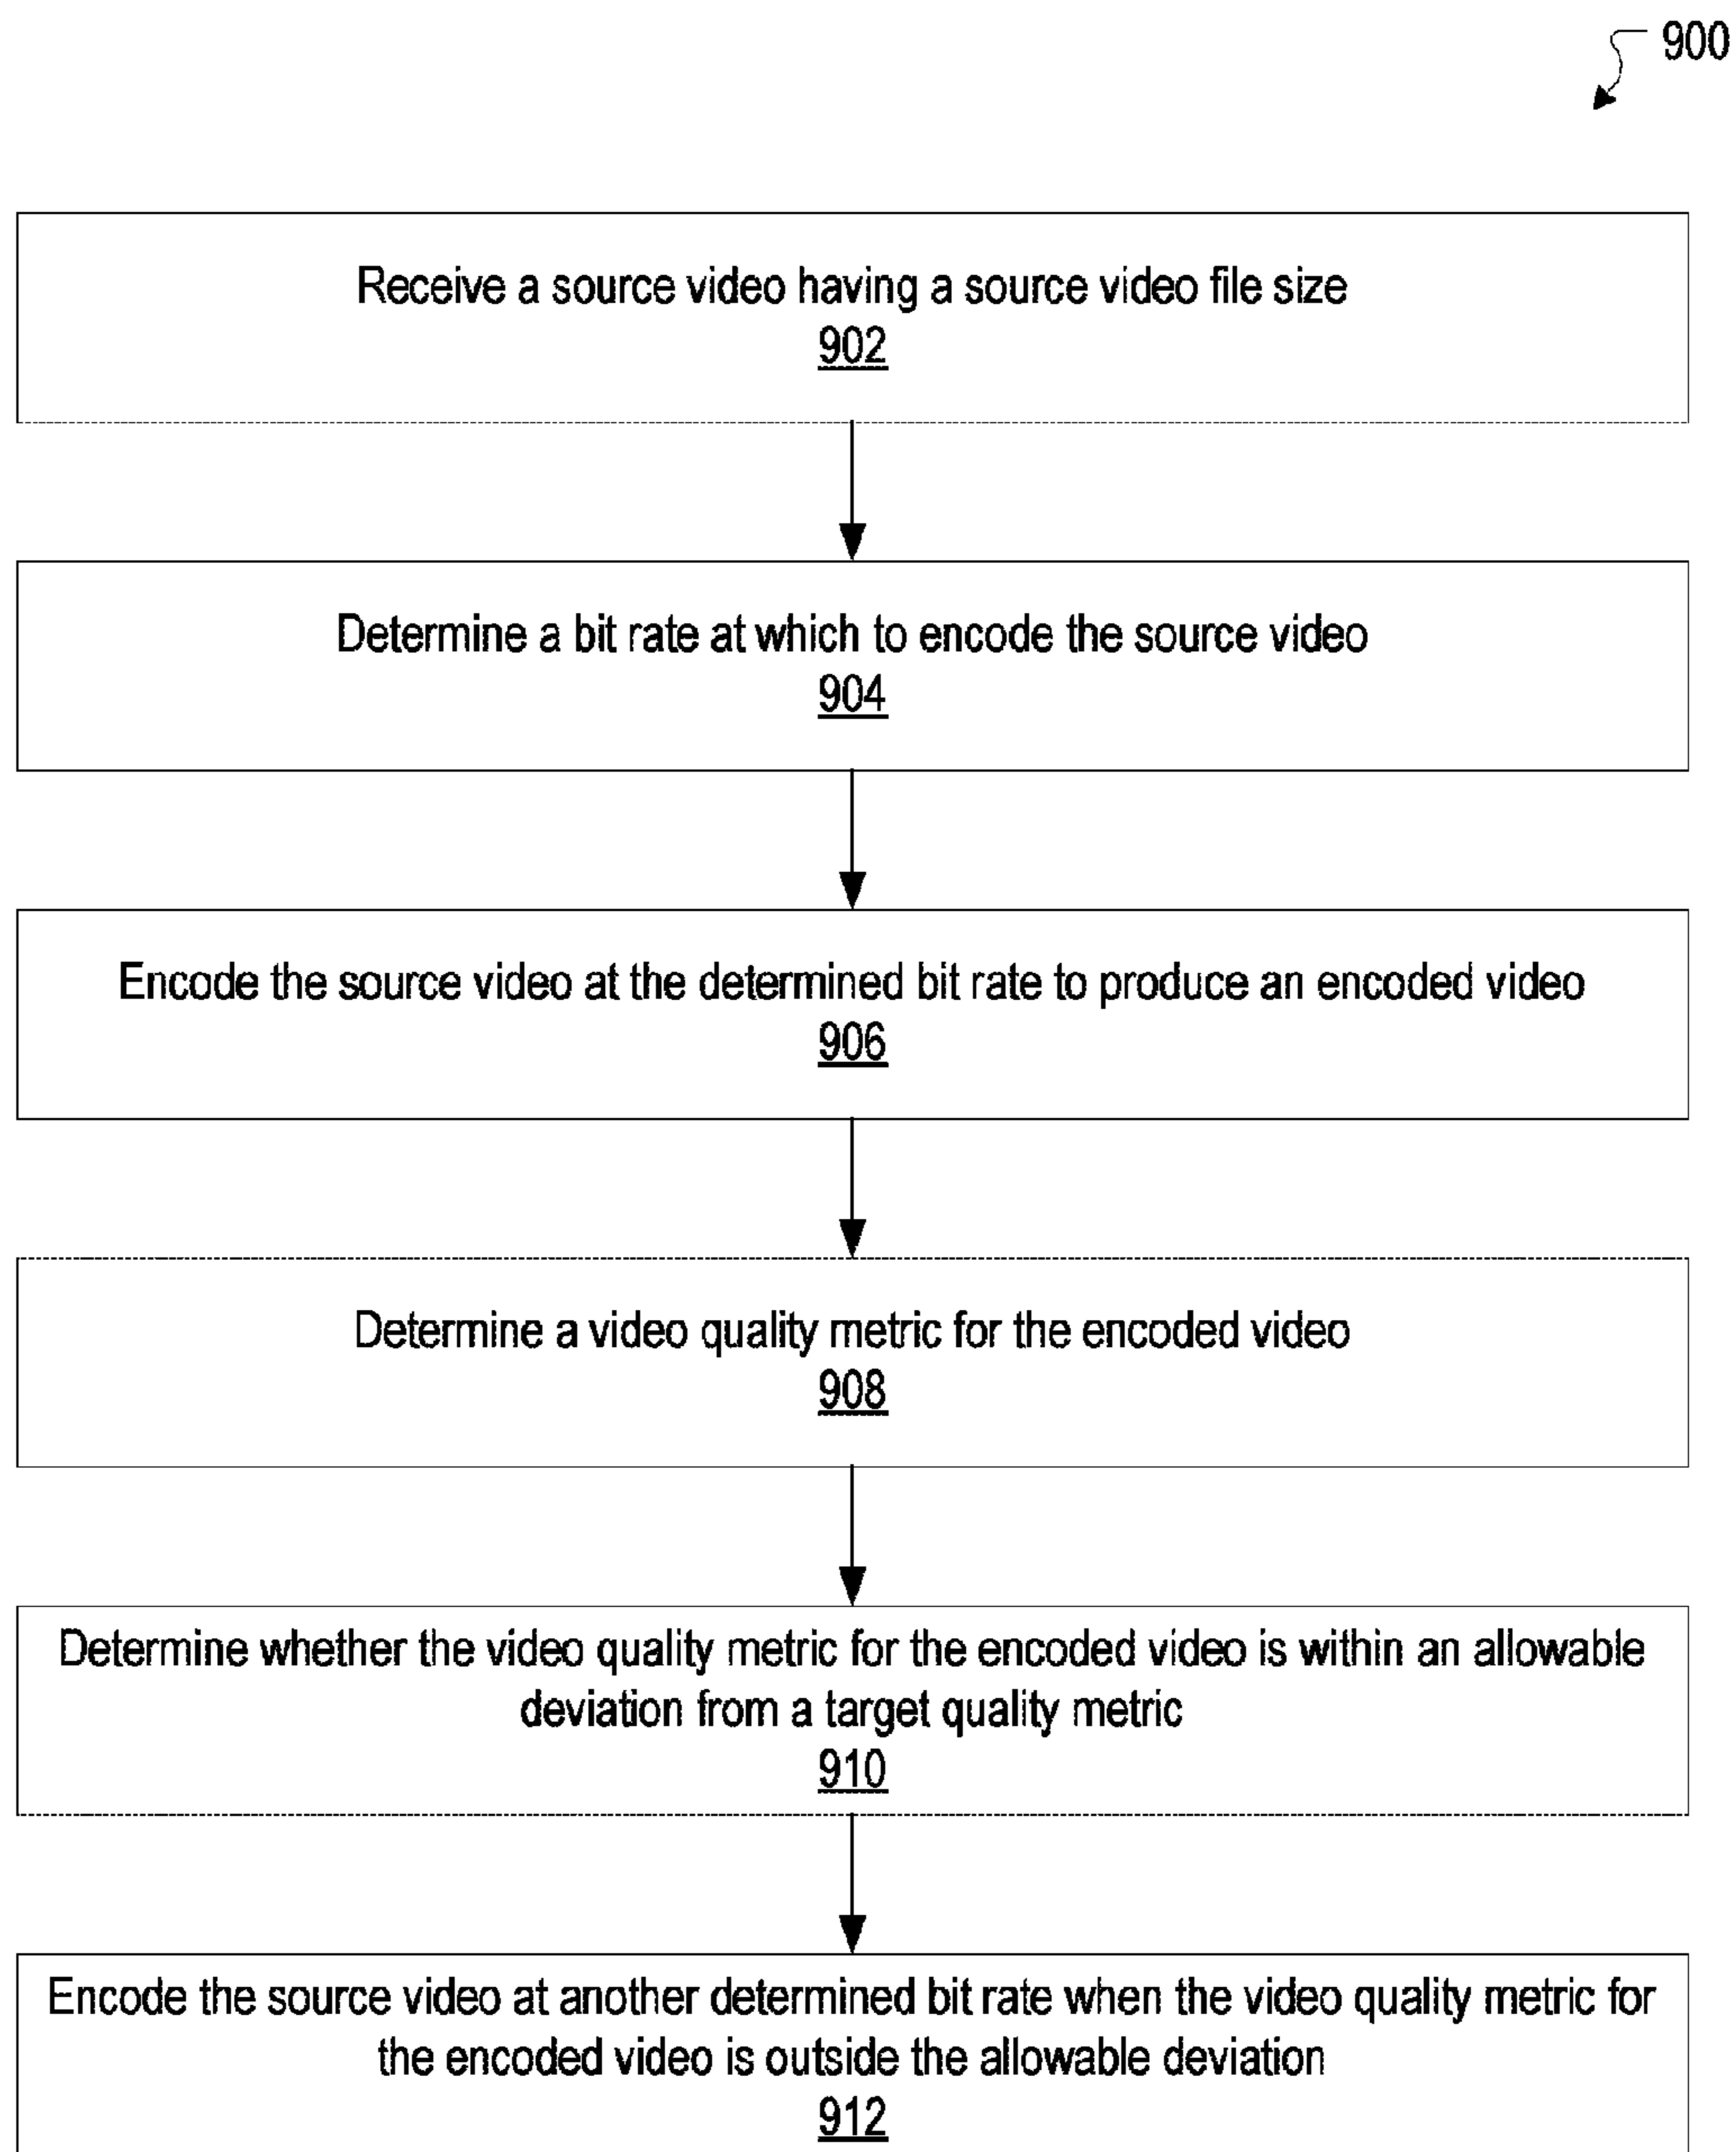 900
Receive a source video having a source video file size
902
Determine a bit rate at which to encode the source video
904
Encode the source video at the determined bit rate to produce an encoded video
906
Determine a video quality metric for the encoded video
908
Determine whether the video quality metric for the encoded video is within an allowable
deviation from a target quality metric
910
Encode the source video at another determined bit rate when the video quality metric for
the encoded video is outside the allowable deviation
912